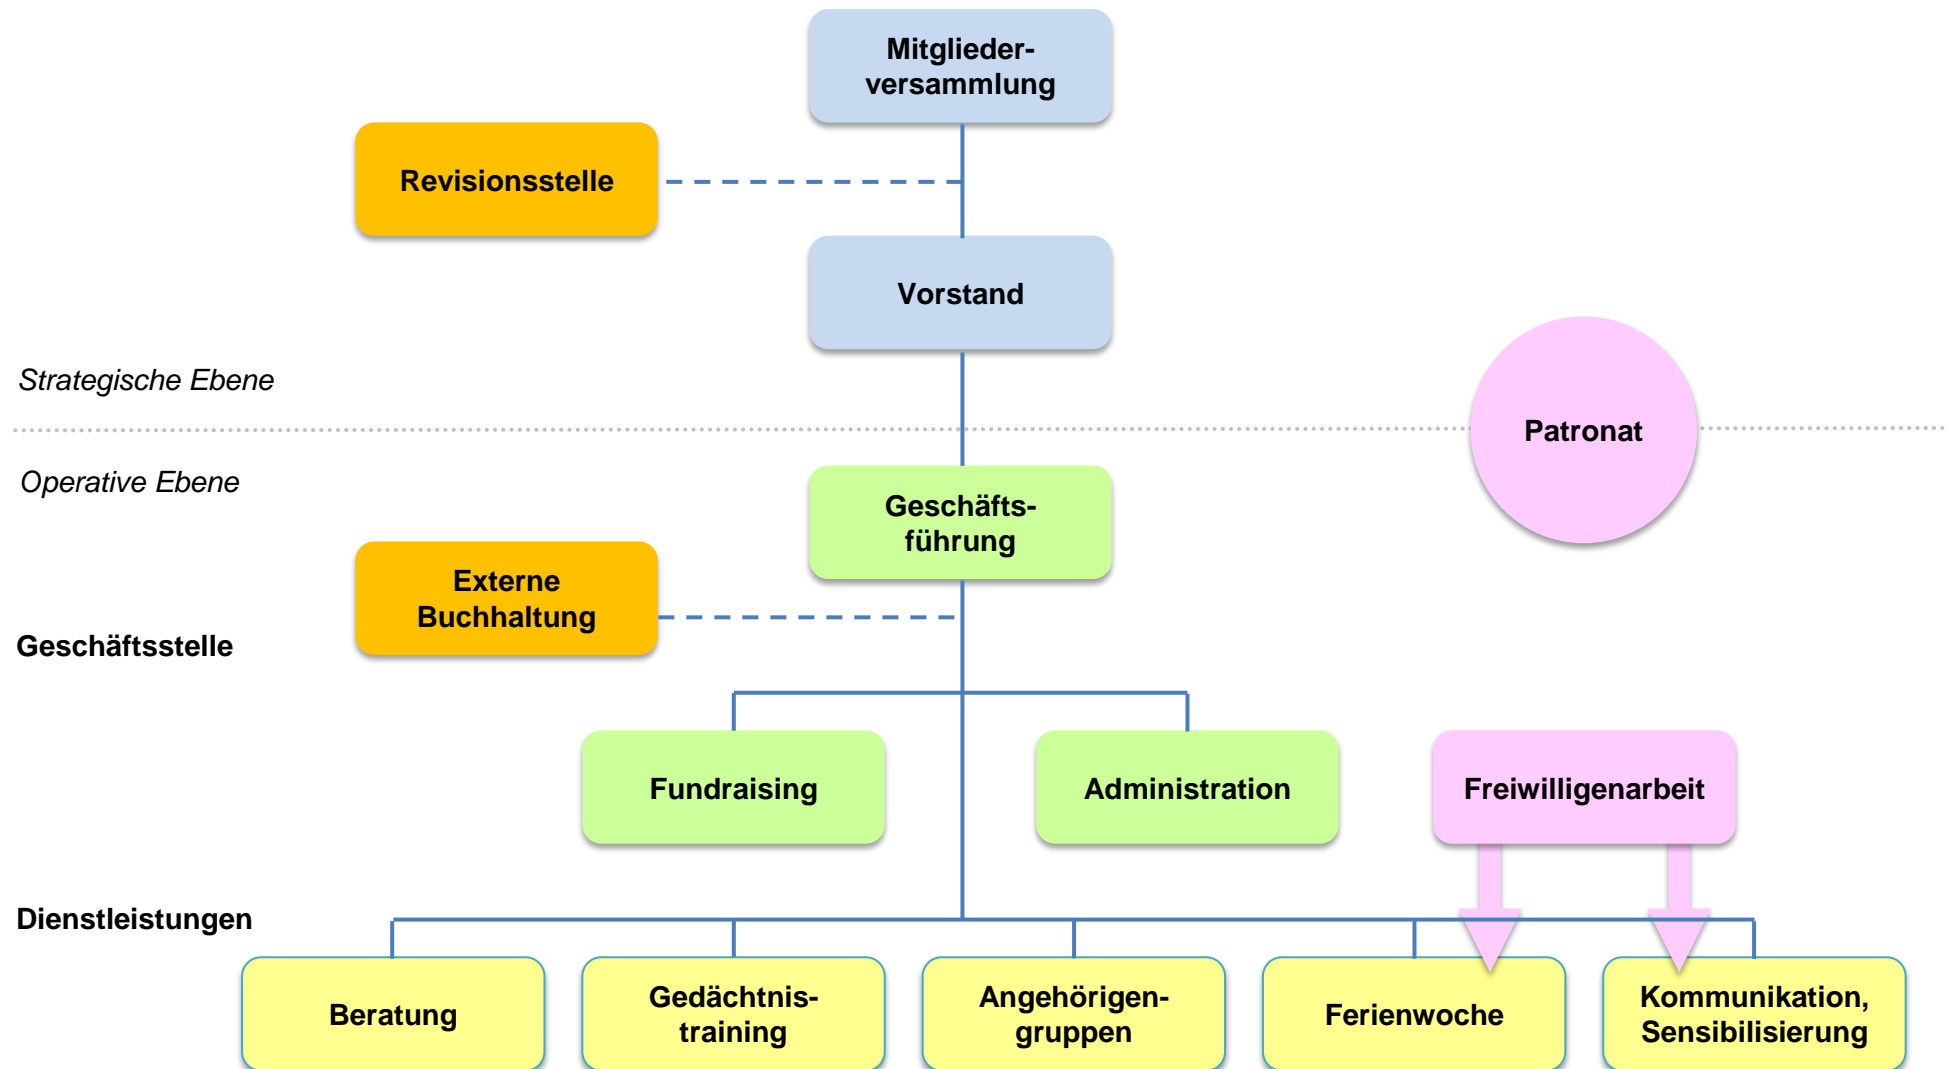 Mitglieder-
versammlung
Revisionsstelle
Vorstand
Strategische Ebene
Patronat
Operative Ebene
Geschäfts-
führung
Externe
Buchhaltung
Geschäftsstelle
Fundraising
Administration
Freiwilligenarbeit
Dienstleistungen
Beratung
Gedächtnis-
training
Angehörigen-
gruppen
Ferienwoche
Kommunikation,
Sensibilisierung